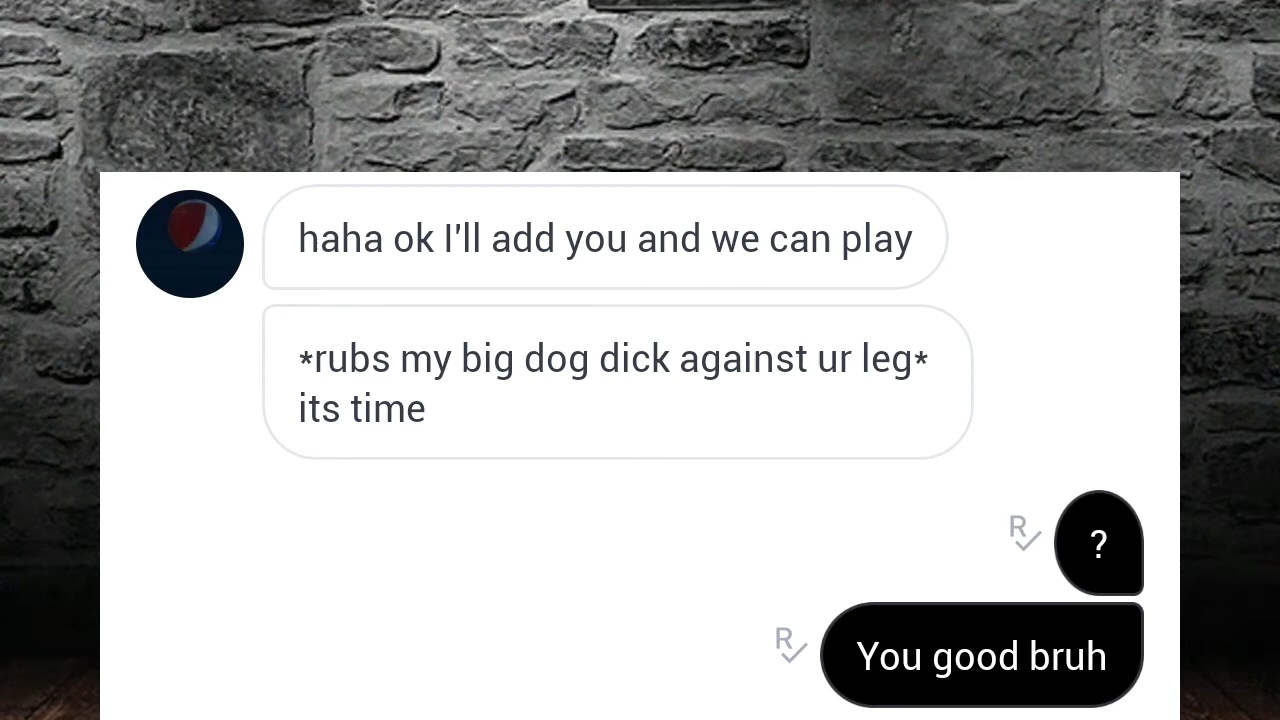 haha ok I'll add you and we can play
*rubs my big dog dick against ur leg*
its time
R
?
R
You good bruh